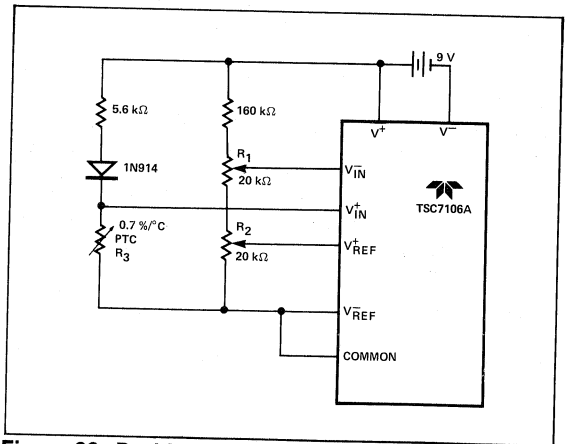 9 V
5.6 kΩ
160 kΩ
V+
V−
R1
1N914
20 kΩ
V−IN
V+IN
TSC7106A
0.7 %/°C
PTC
R3
R2
20 kΩ
V+REF
V−REF
COMMON